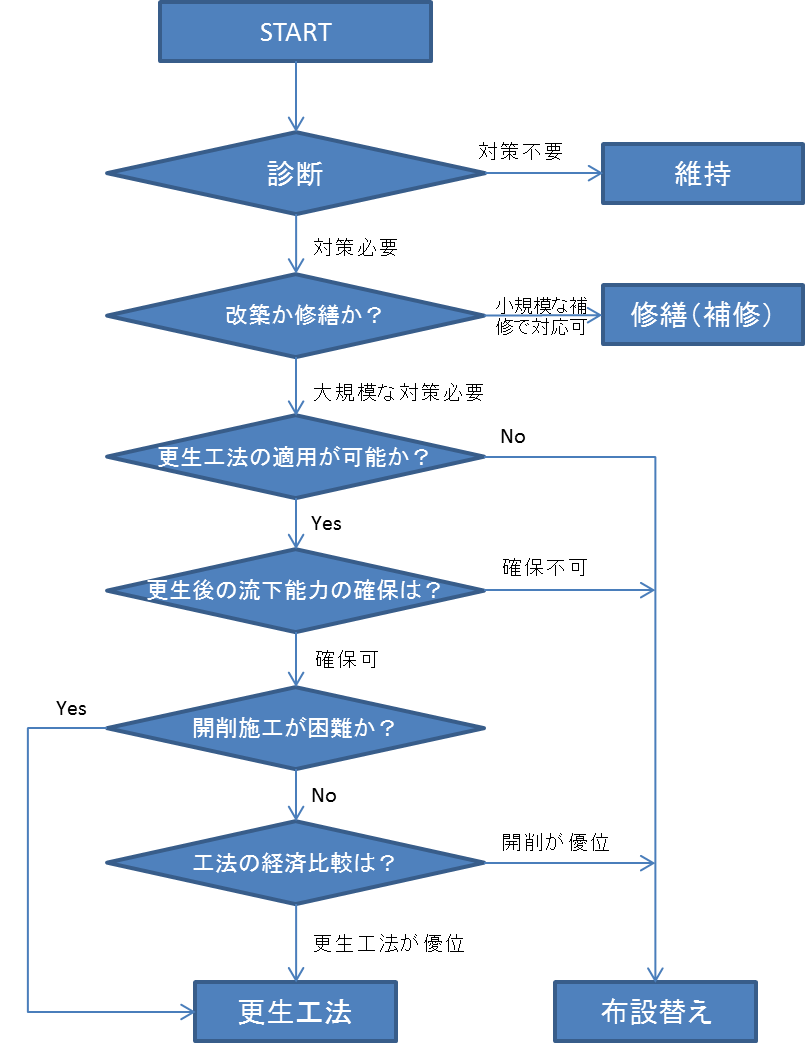 START
診断
対策不要
維持
対策必要
改築か修繕か？
小規模な補
修で対応可
修繕（補修）
大規模な対策必要
更生工法の適用が可能か？
No
Yes
更生後の流下能力の確保は？
確保不可
確保可
Yes
開削施工が困難か？
No
工法の経済比較は？
開削が優位
更生工法が優位
更生工法
布設替え